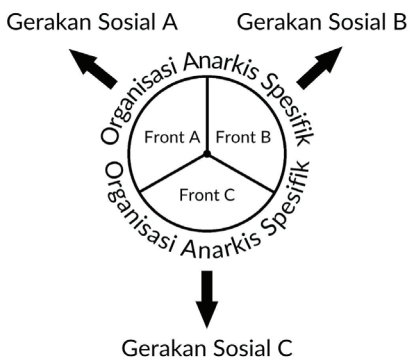 Gerakan Sosial A
Gerakan Sosial B
Organisasi Anarkis Spesifik
Front A
Front B
Front C
Organisasi Anarkis Spesifik
Gerakan Sosial C